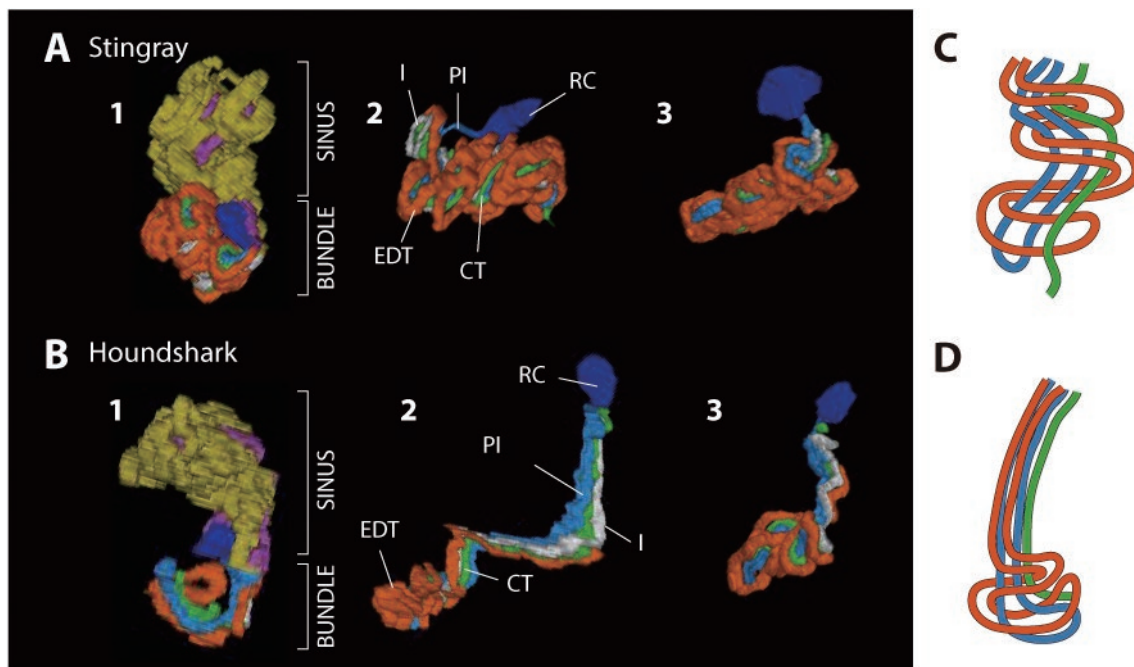 A Stingray
1
SINUS
BUNDLE
2
I
PI
RC
EDT
CT
3
B Houndshark
1
SINUS
BUNDLE
2
RC
PI
EDT
CT
I
3
C
D